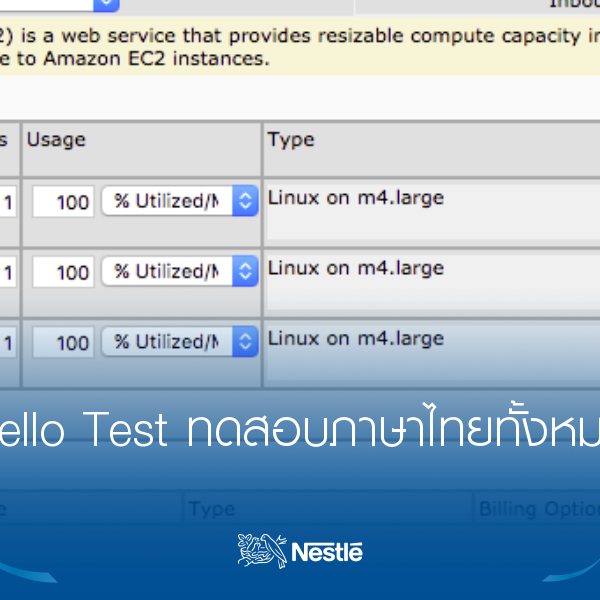 2) is a web service that provides resizable compute capacity in
e to Amazon EC2 instances.
s Usage Type
1 100 % Utilized/M Linux on m4.large
1 100 % Utilized/M Linux on m4.large
1 100 % Utilized/M Linux on m4.large
ello Test ทดสอบภาษาไทยทั้งหม
e Type Billing Option
Nestlé